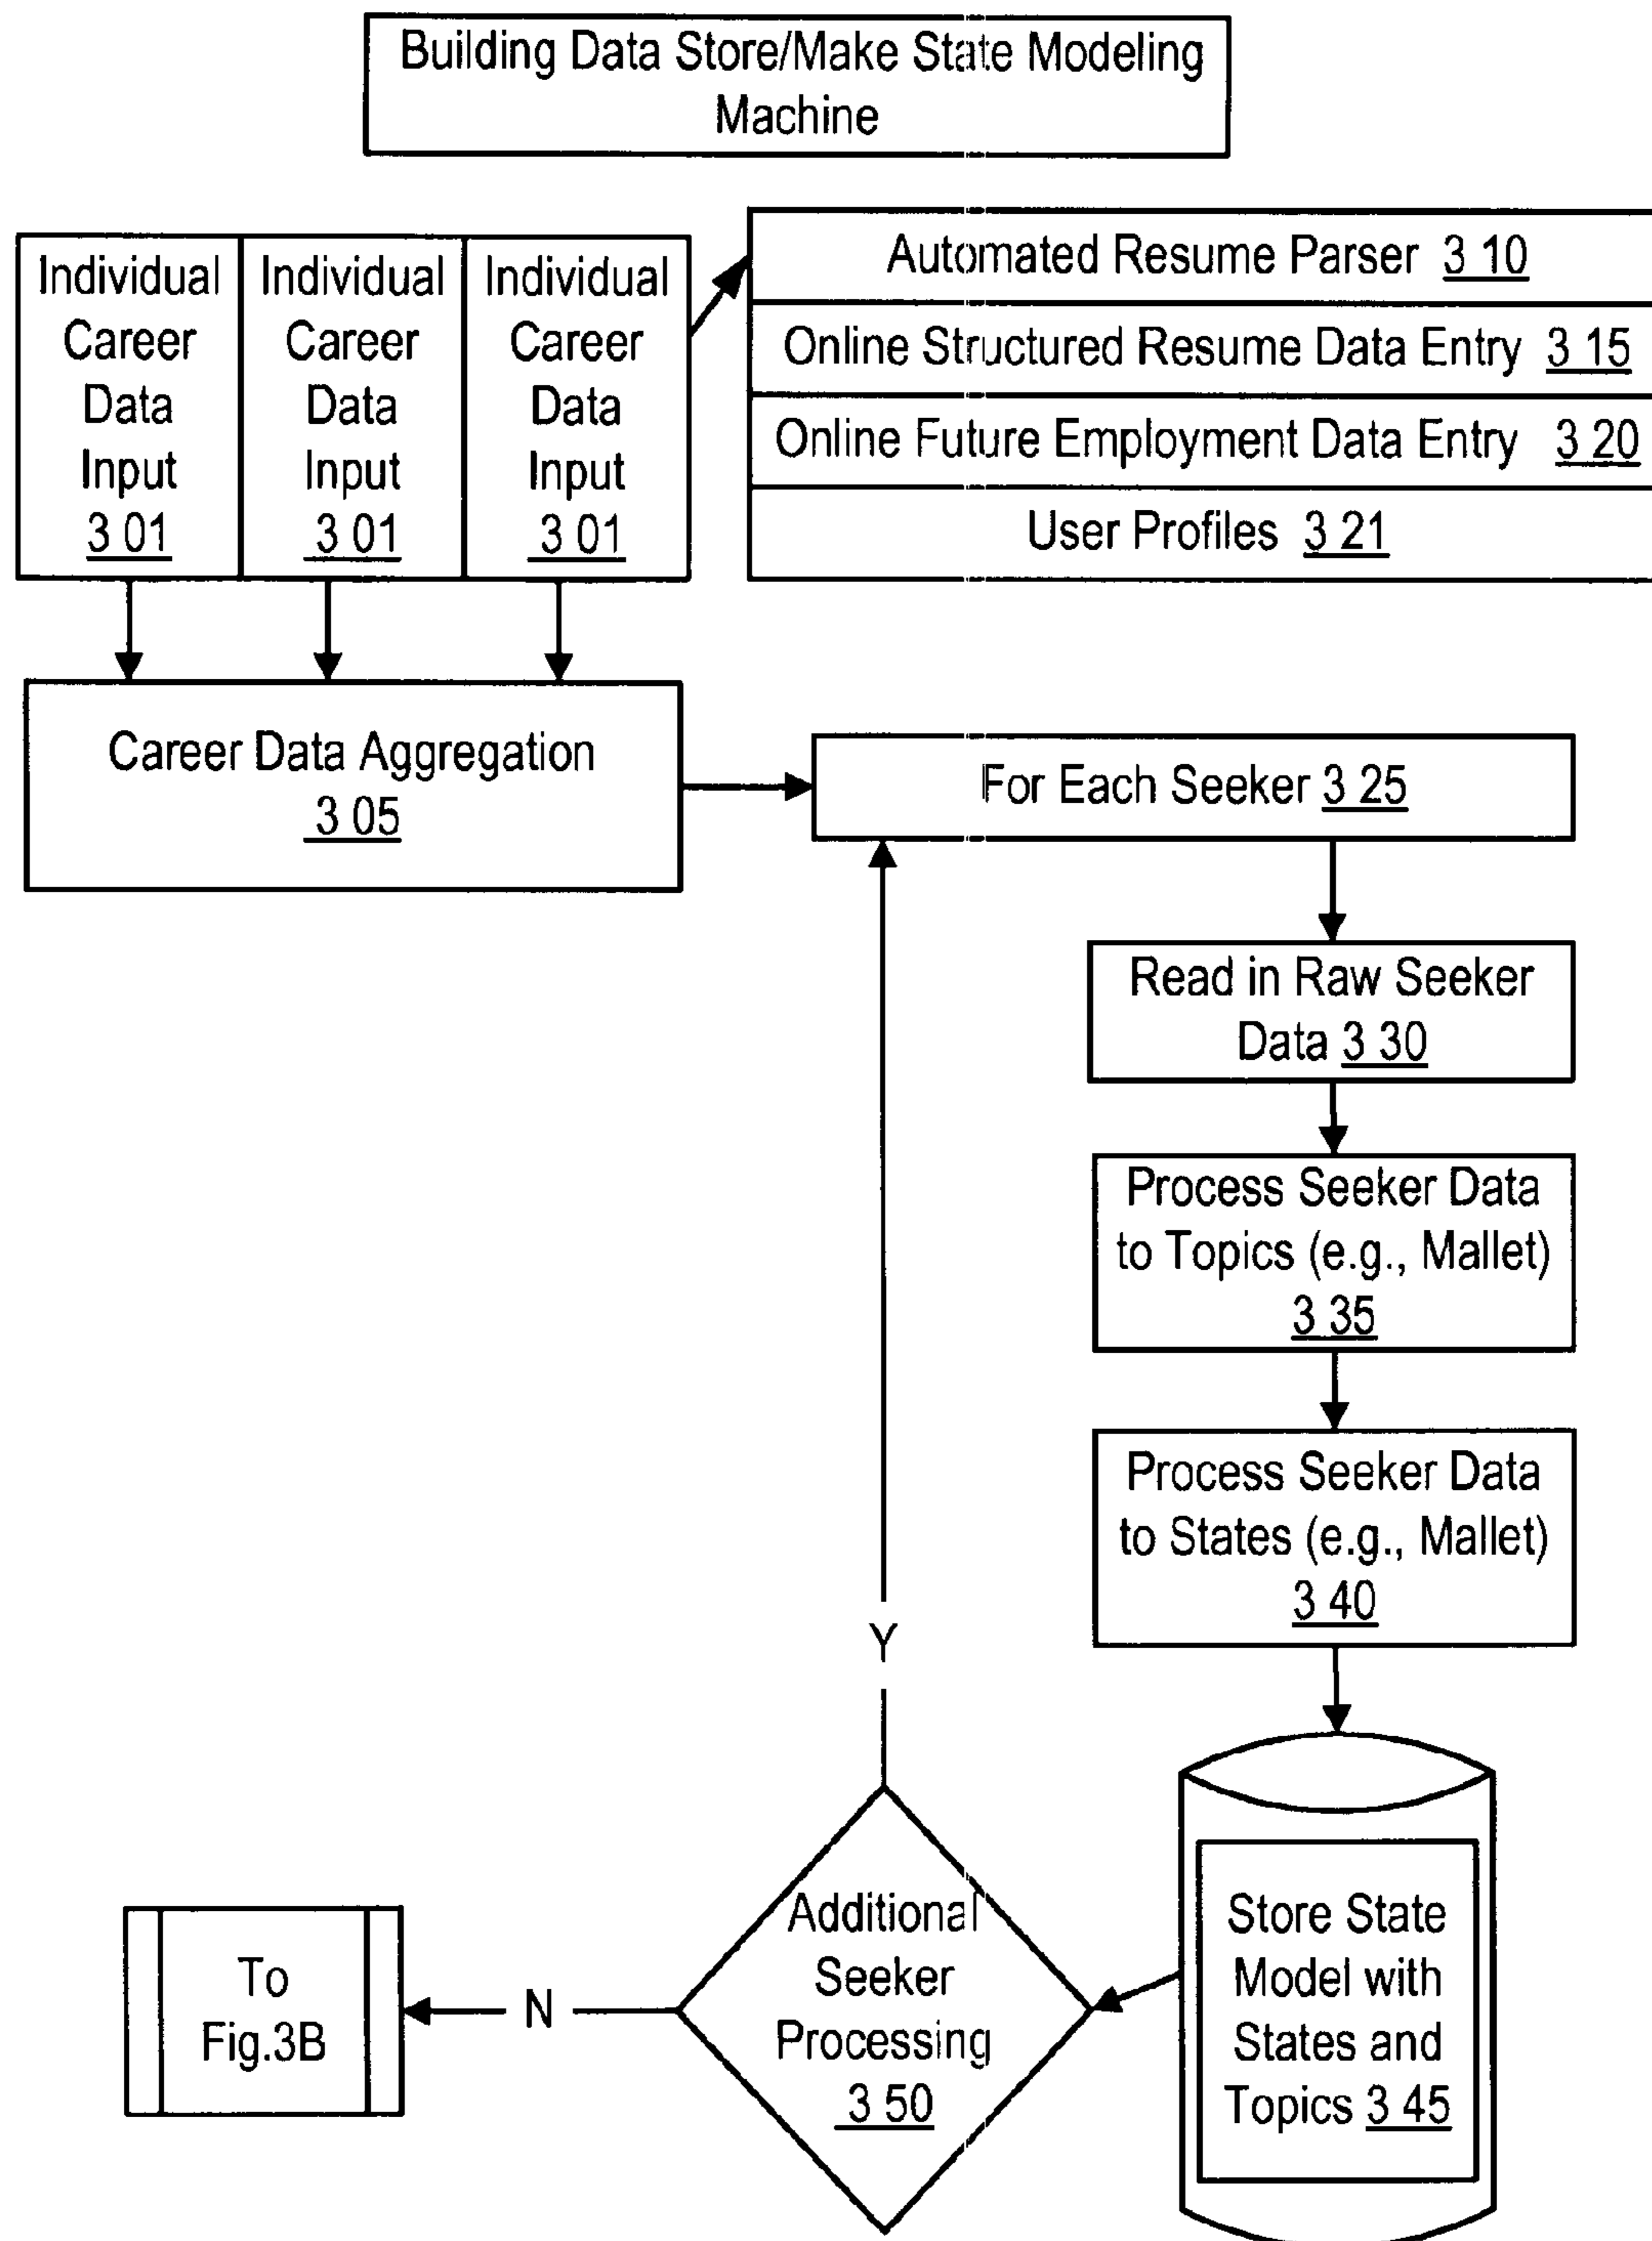 Building Data Store/Make State Modeling
Machine
Individual
Career
Data
Input
3 01
Individual
Career
Data
Input
3 01
Individual
Career
Data
Input
3 01
Automated Resume Parser 3 10
Online Structured Resume Data Entry 3 15
Online Future Employment Data Entry 3 20
User Profiles 3 21
Career Data Aggregation
3 05
For Each Seeker 3 25
Read in Raw Seeker
Data 3 30
Process Seeker Data
to Topics (e.g., Mallet)
3 35
Process Seeker Data
to States (e.g., Mallet)
3 40
Y
Store State
Model with
States and
Topics 3 45
Additional
Seeker
Processing
3 50
N
To
Fig.3B